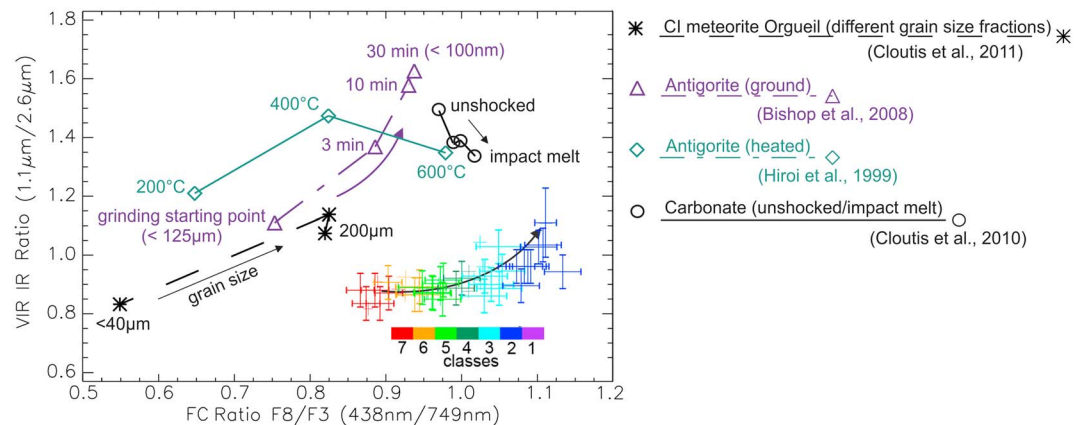 1.8
1.6
1.4
1.2
1.0
0.8
0.6
VIR IR Ratio (1.1μm/2.6μm)
0.5 0.6 0.7 0.8 0.9 1.0 1.1 1.2
FC Ratio F8/F3 (438nm/749nm)
30 min (< 100nm)
10 min
400°C
unshocked
3 min
impact melt
600°C
200°C
grinding starting point
(< 125μm)
200μm
grain size
<40μm
7 6 5 4 3 2 1
classes
CI meteorite Orgueil (different grain size fractions)
(Cloutis et al., 2011)
Antigorite (ground)
(Bishop et al., 2008)
Antigorite (heated)
(Hiroi et al., 1999)
Carbonate (unshocked/impact melt)
(Cloutis et al., 2010)